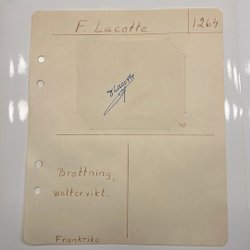 F. Lacotte
1264
Brottning,
weltervikt.
Frankrike